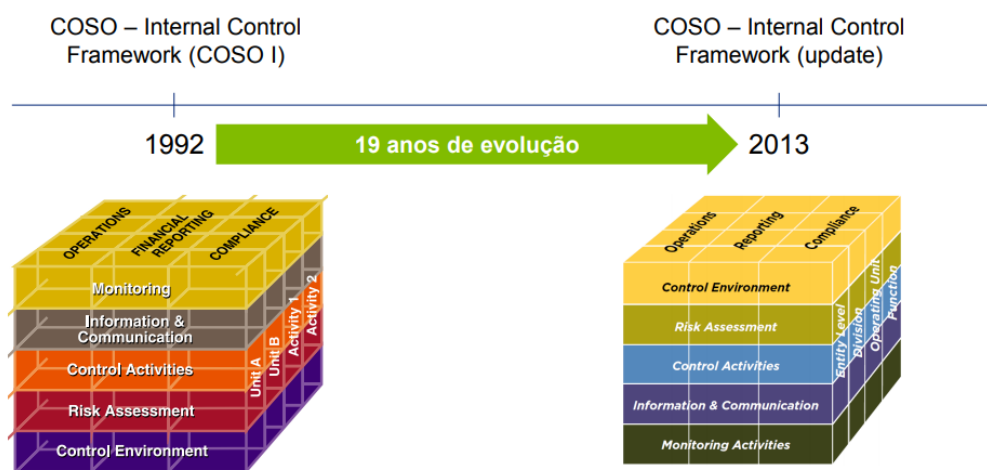 COSO – Internal Control
Framework (COSO I)
COSO – Internal Control
Framework (update)
1992
19 anos de evolução
2013
OPERATIONS
FINANCIAL
REPORTING
COMPLIANCE
Monitoring
Information &
Communication
Control Activities
Risk Assessment
Control Environment
Unit A
Unit B
Activity 1
Activity 2
Operations
Reporting
Compliance
Control Environment
Risk Assessment
Control Activities
Information & Communication
Monitoring Activities
Entity Level
Division
Operating Unit
Function